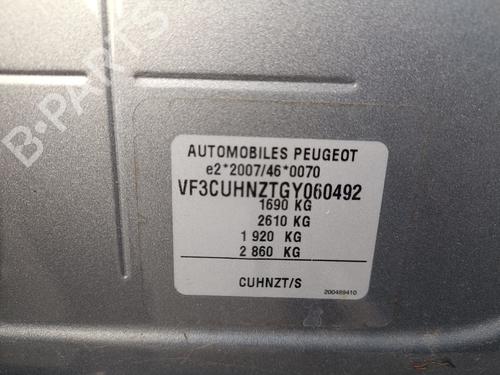 B-PARTS
AUTOMOBILES PEUGEOT
e2*2007/46*0070
VF3CUHNZTGY060492
1690 KG
2610 KG
1 920 KG
2 860 KG
CUHNZT/S
200489410